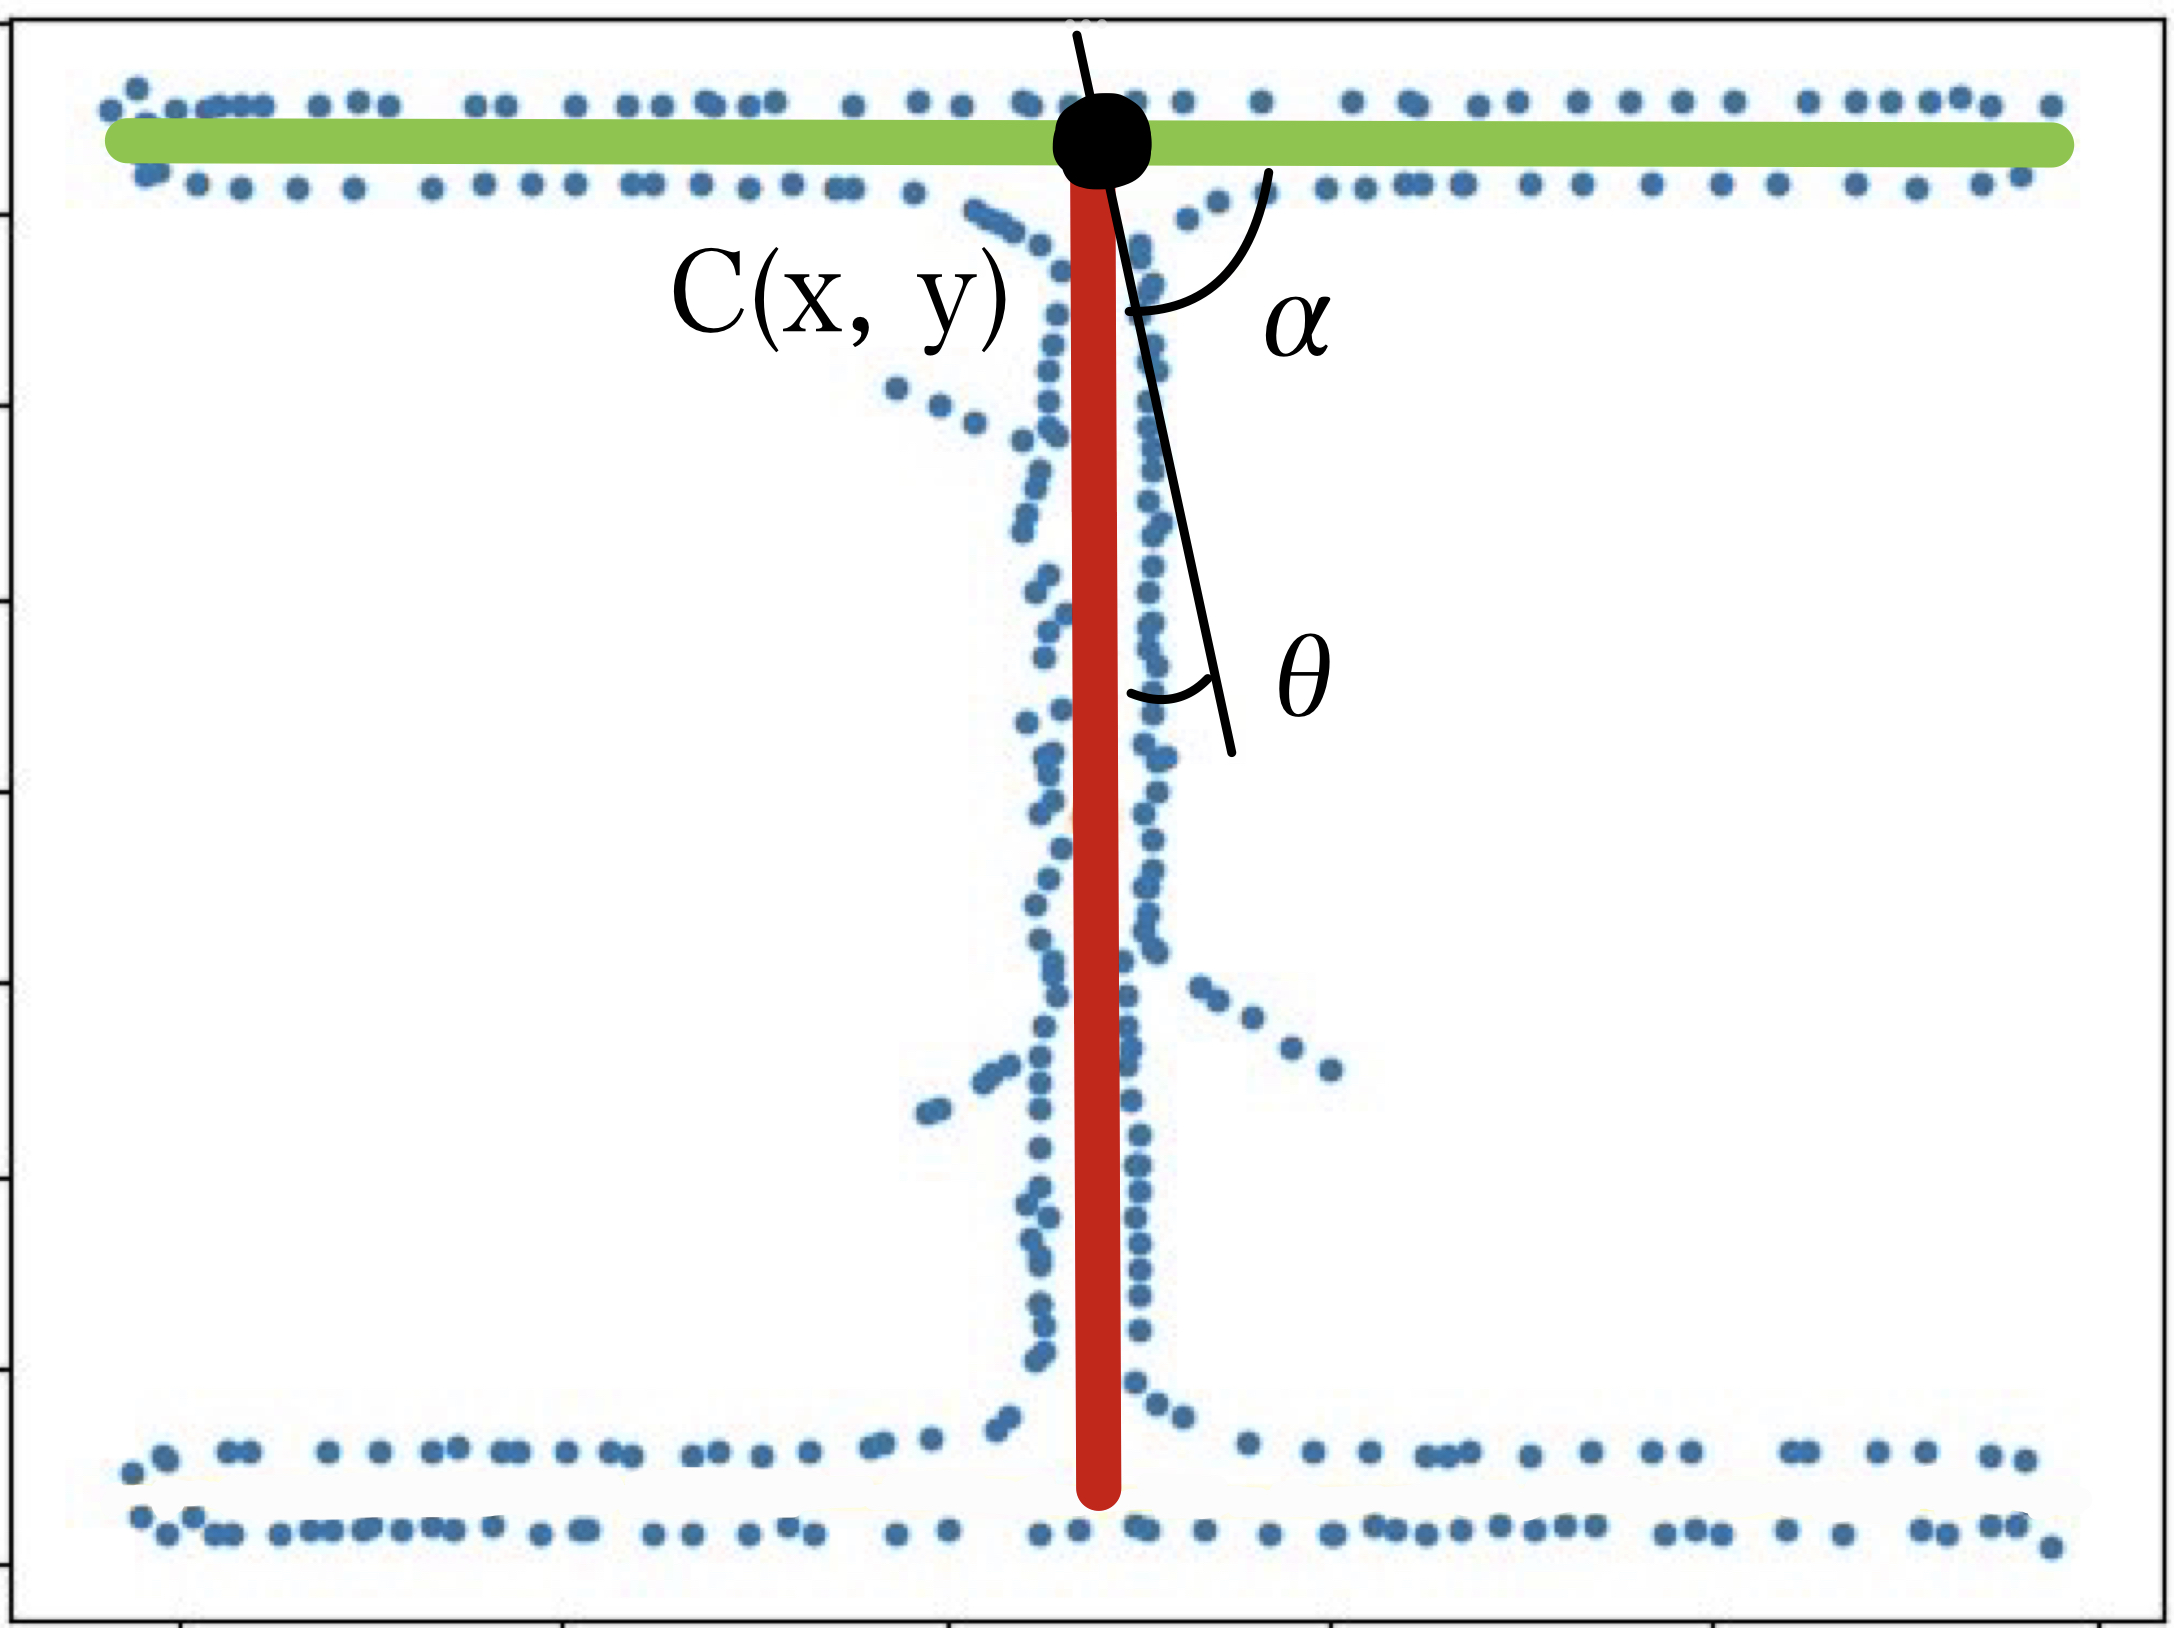 C(x, y)
α
θ